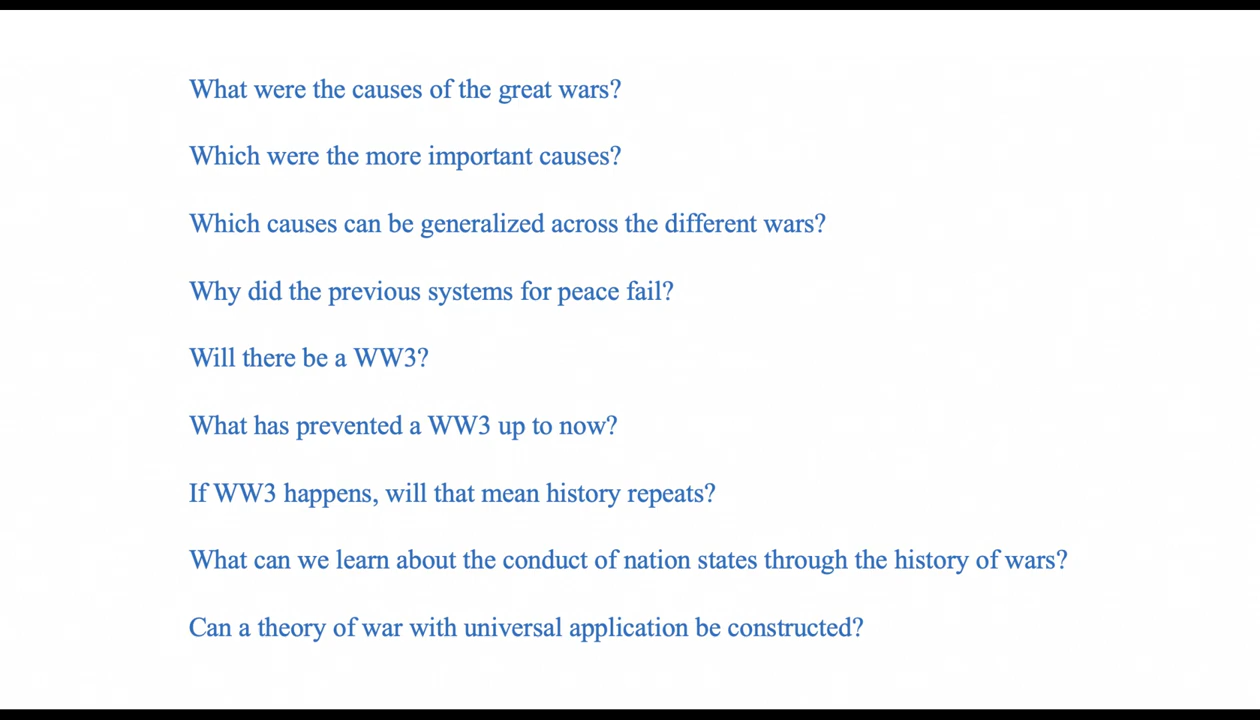 What were the causes of the great wars?
Which were the more important causes?
Which causes can be generalized across the different wars?
Why did the previous systems for peace fail?
Will there be a WW3?
What has prevented a WW3 up to now?
If WW3 happens, will that mean history repeats?
What can we learn about the conduct of nation states through the history of wars?
Can a theory of war with universal application be constructed?